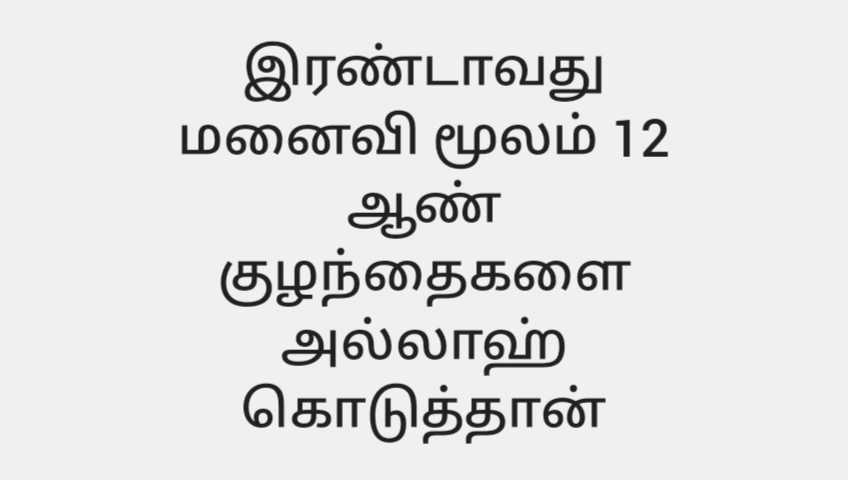 இரண்டாவது
மனைவி மூலம் 12
ஆண்
குழந்தைகளை
அல்லாஹ்
கொடுத்தான்